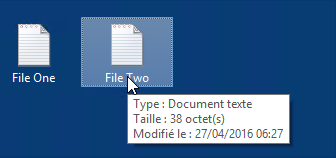 File One
File Two
Type : Document texte
Taille : 38 octet(s)
Modifié le : 27/04/2016 06:27